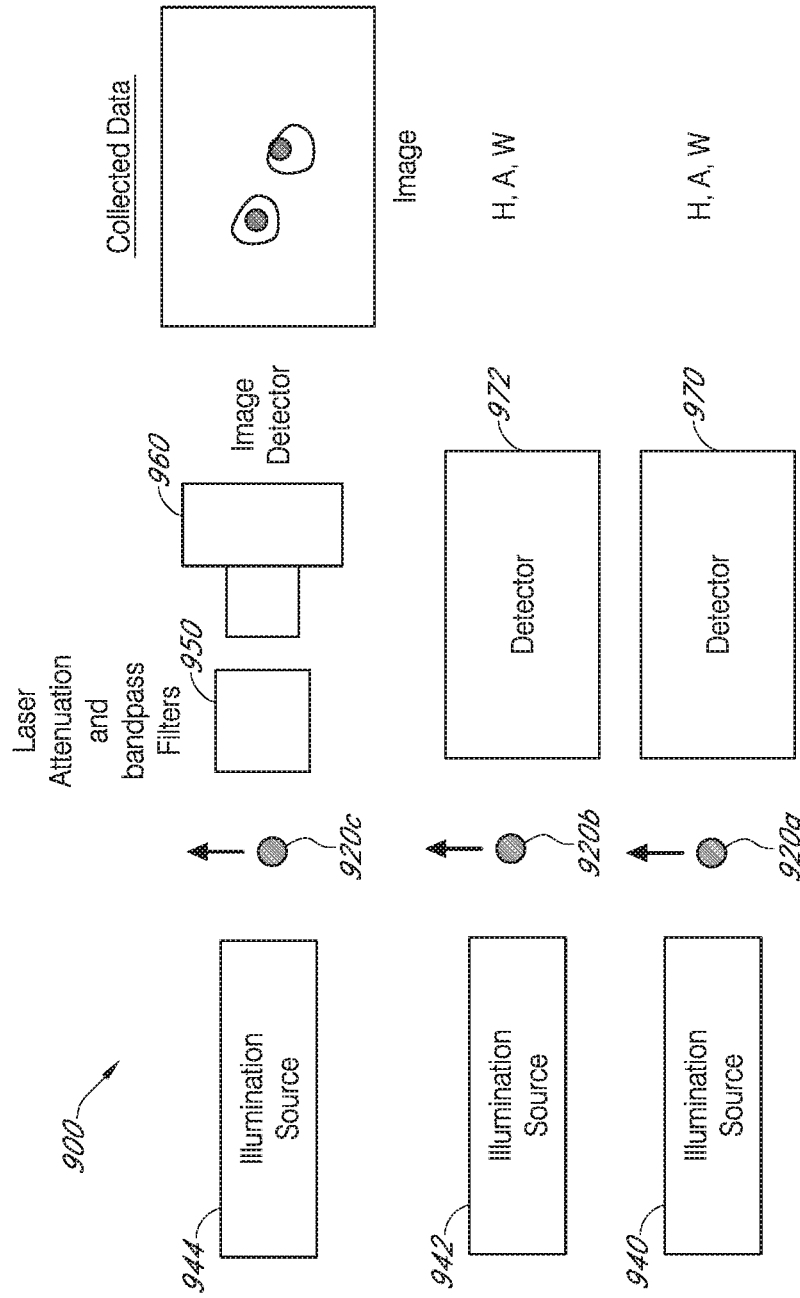 900
Laser
Attenuation
and
bandpass
Filters
Collected Data
944
Illumination
Source
920c
950
960
Image
Detector
Image
942
Illumination
Source
920b
Detector
972
H, A, W
940
Illumination
Source
920a
Detector
970
H, A, W